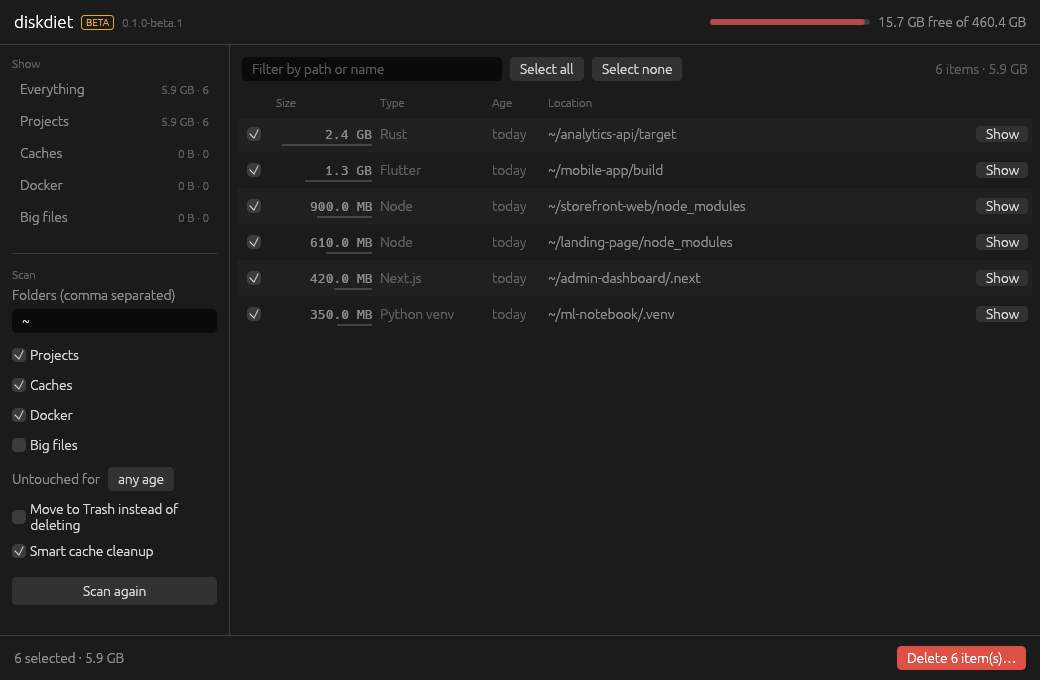 diskdiet BETA 0.1.0-beta.1
15.7 GB free of 460.4 GB
Show
Everything 5.9 GB · 6
Projects 5.9 GB · 6
Caches 0 B · 0
Docker 0 B · 0
Big files 0 B · 0
Scan
Folders (comma separated)
~
Projects
Caches
Docker
Big files
Untouched for any age
Move to Trash instead of
deleting
Smart cache cleanup
Scan again
Filter by path or name Select all Select none 6 items · 5.9 GB
Size Type Age Location
2.4 GB Rust today ~/analytics-api/target Show
1.3 GB Flutter today ~/mobile-app/build Show
900.0 MB Node today ~/storefront-web/node_modules Show
610.0 MB Node today ~/landing-page/node_modules Show
420.0 MB Next.js today ~/admin-dashboard/.next Show
350.0 MB Python venv today ~/ml-notebook/.venv Show
6 selected · 5.9 GB
Delete 6 item(s)...